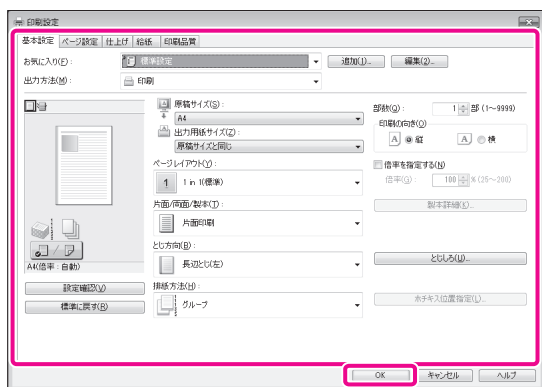 印刷設定
基本設定 ページ設定 仕上げ 給紙 印刷品質
お気に入り(F): 標準設定 追加(1)... 編集(2)...
出力方法(M): 印刷
原稿サイズ(S):
A4
出力用紙サイズ(Z):
原稿サイズと同じ
ページレイアウト(Y):
1 1 in 1(標準)
片面/両面/製本(T):
片面印刷
とじ方向(B):
長辺とじ(左)
排紙方法(H):
グループ
部数(Q): 1 部 (1~9999)
印刷の向き(O)
A 縦 A 横
倍率を指定する(N)
倍率(G): 100 % (25~200)
製本詳細(K)...
とじしろ(U)...
ホチキス位置指定(L)...
A4(倍率:自動)
設定確認(V)
標準に戻す(R)
OK キャンセル ヘルプ